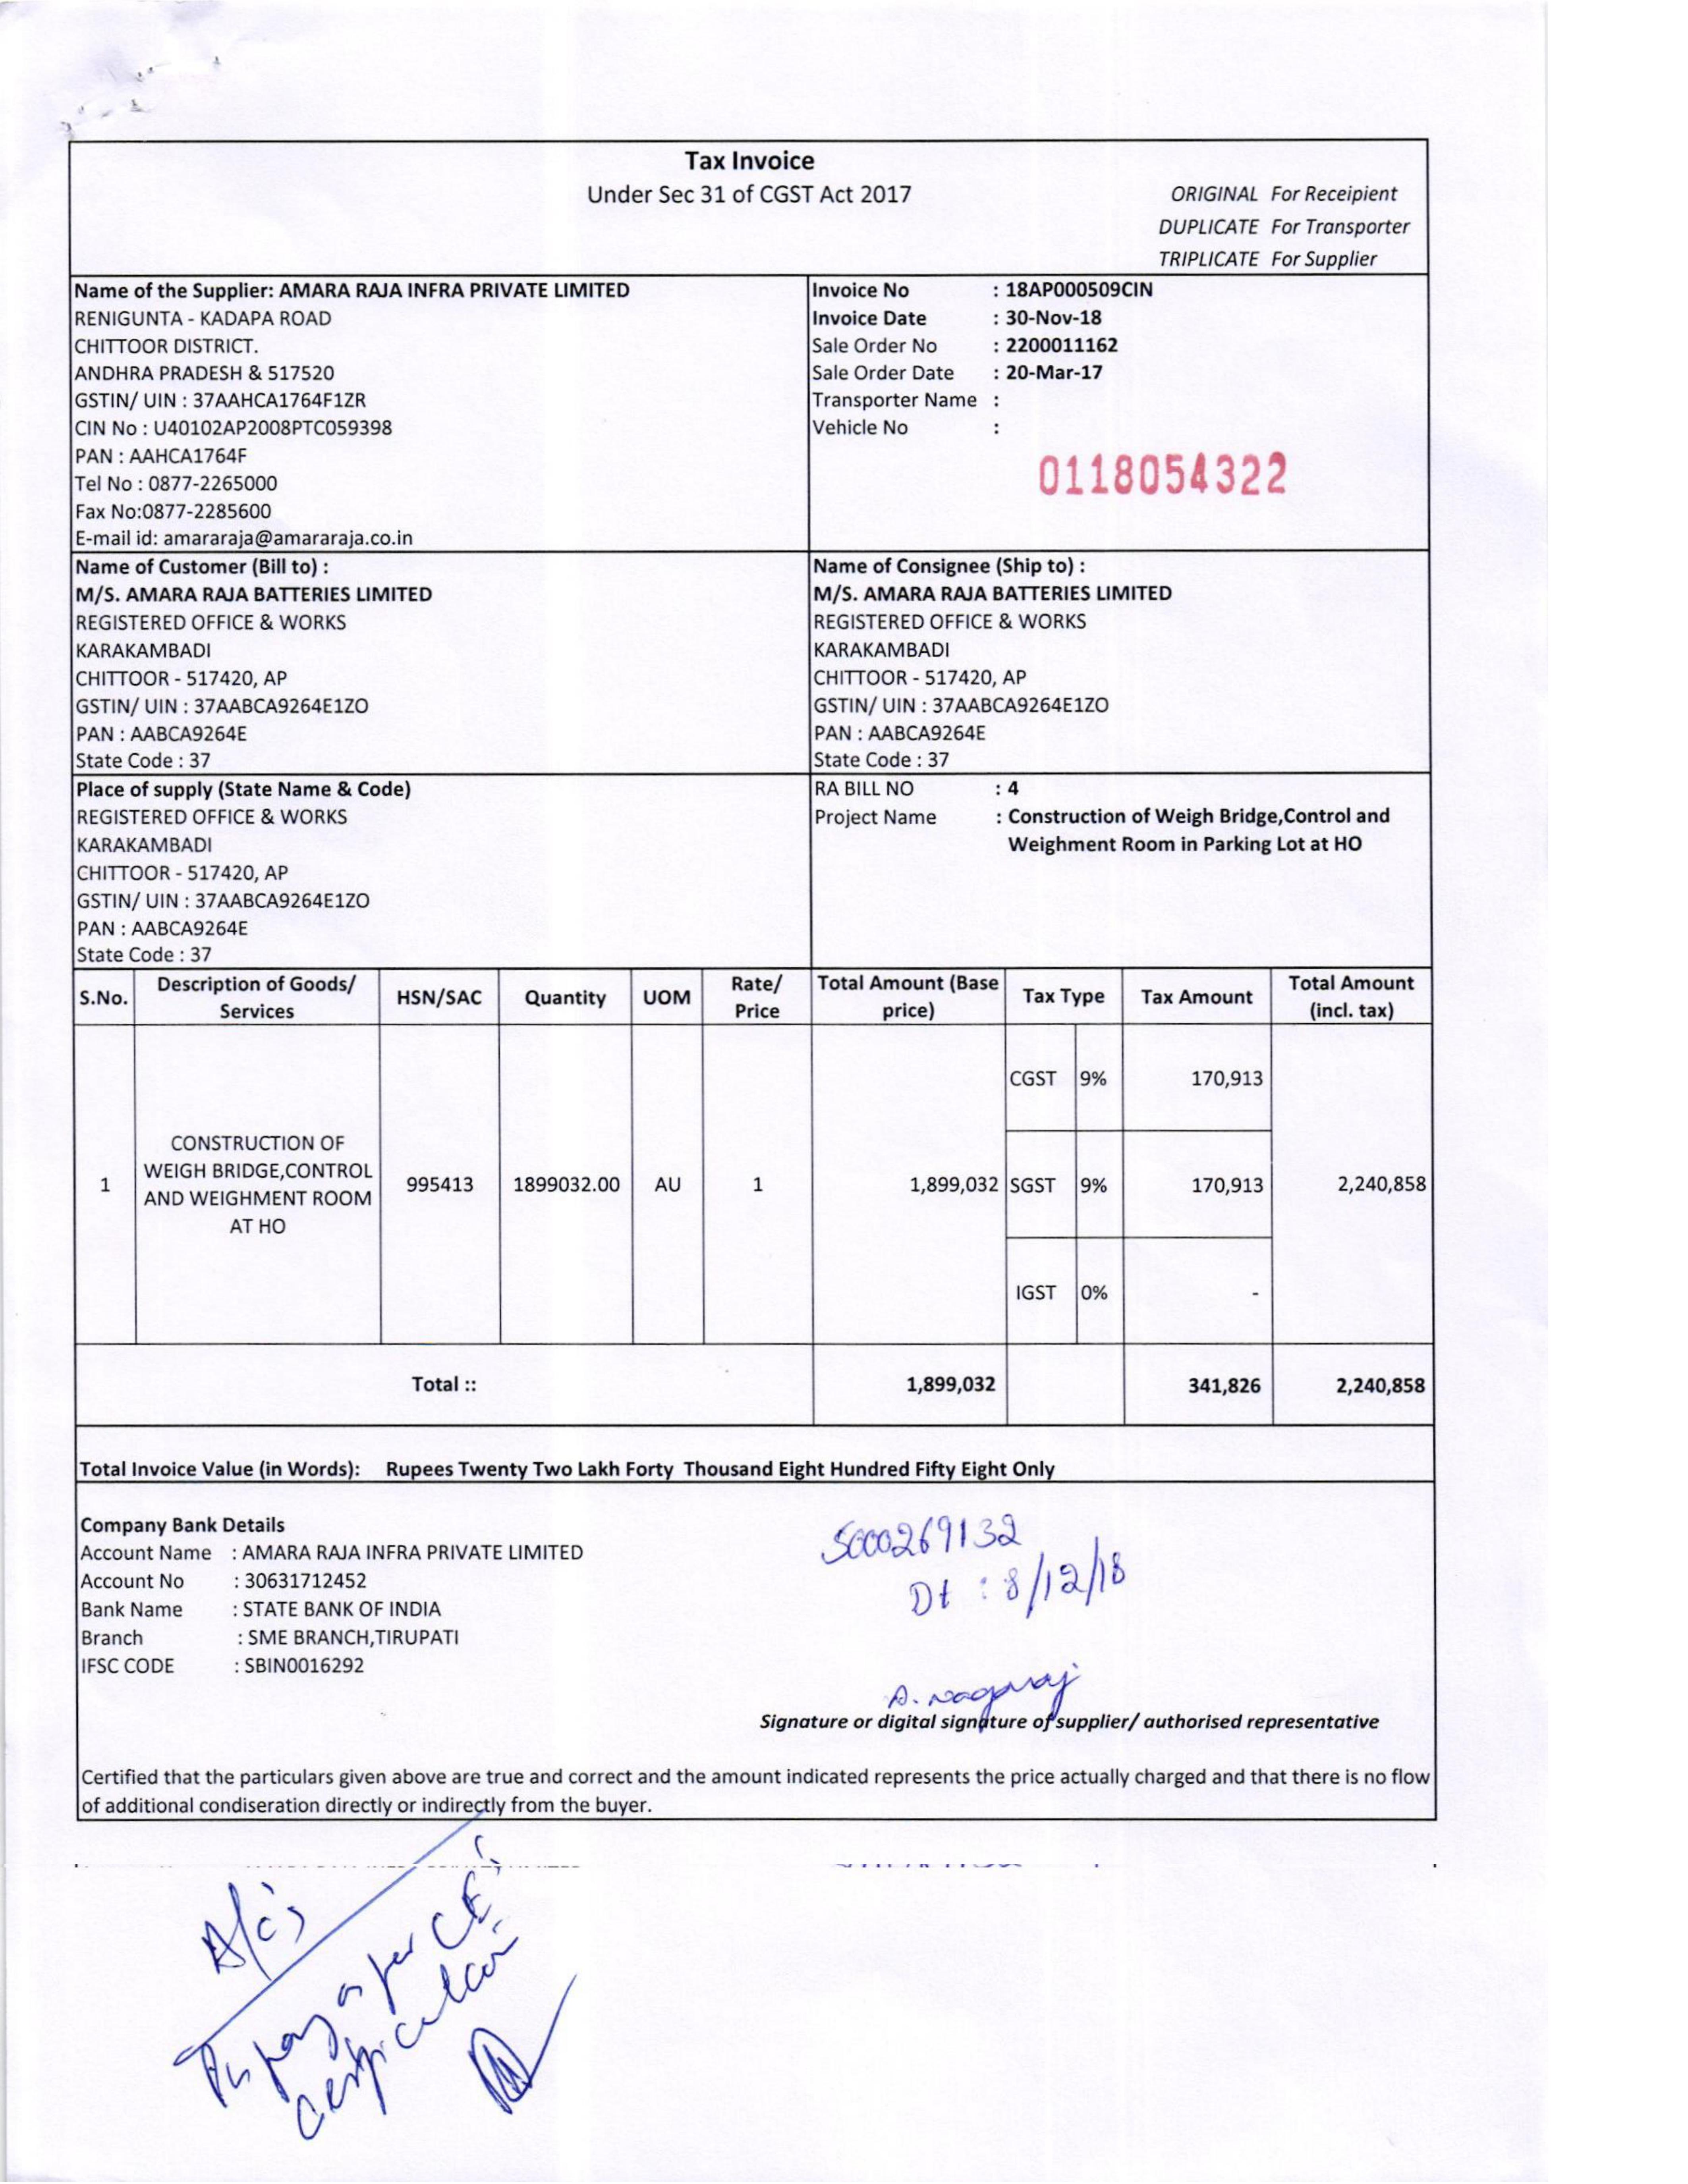 Tax Invoice
Under Sec 31 of CGST Act 2017
ORIGINAL For Receipient
DUPLICATE For Transporter
TRIPLICATE For Supplier
Name of the Supplier: AMARA RAJA INFRA PRIVATE LIMITED
RENIGUNTA - KADAPA ROAD
CHITTOOR DISTRICT.
ANDHRA PRADESH & 517520
GSTIN/ UIN : 37AAHCA1764F1ZR
CIN No : U40102AP2008PTC059398
PAN : AAHCA1764F
Tel No : 0877-2265000
Fax No:0877-2285600
E-mail id: amararaja@amararaja.co.in
Invoice No : 18AP000509CIN
Invoice Date : 30-Nov-18
Sale Order No : 2200011162
Sale Order Date : 20-Mar-17
Transporter Name :
Vehicle No :
0118054322
Name of Customer (Bill to) :
M/S. AMARA RAJA BATTERIES LIMITED
REGISTERED OFFICE & WORKS
KARAKAMBADI
CHITTOOR - 517420, AP
GSTIN/ UIN : 37AABCA9264E1ZO
PAN : AABCA9264E
State Code : 37
Name of Consignee (Ship to) :
M/S. AMARA RAJA BATTERIES LIMITED
REGISTERED OFFICE & WORKS
KARAKAMBADI
CHITTOOR - 517420, AP
GSTIN/ UIN : 37AABCA9264E1ZO
PAN : AABCA9264E
State Code : 37
Place of supply (State Name & Code)
REGISTERED OFFICE & WORKS
KARAKAMBADI
CHITTOOR - 517420, AP
GSTIN/ UIN : 37AABCA9264E1ZO
PAN : AABCA9264E
State Code : 37
RA BILL NO : 4
Project Name : Construction of Weigh Bridge,Control and
Weighment Room in Parking Lot at HO
S.No. Description of Goods/ Services HSN/SAC Quantity UOM Rate/ Price Total Amount (Base price) Tax Type Tax Amount Total Amount (incl. tax)
CGST 9% 170,913
1 CONSTRUCTION OF WEIGH BRIDGE,CONTROL AND WEIGHMENT ROOM AT HO 995413 1899032.00 AU 1 1,899,032 SGST 9% 170,913 2,240,858
IGST 0% -
Total :: 1,899,032 341,826 2,240,858
Total Invoice Value (in Words): Rupees Twenty Two Lakh Forty Thousand Eight Hundred Fifty Eight Only
Company Bank Details
Account Name : AMARA RAJA INFRA PRIVATE LIMITED
Account No : 30631712452
Bank Name : STATE BANK OF INDIA
Branch : SME BRANCH,TIRUPATI
IFSC CODE : SBIN0016292
5000269132
Dt : 8/12/18
A. Nagaraj
Signature or digital signature of supplier/ authorised representative
Certified that the particulars given above are true and correct and the amount indicated represents the price actually charged and that there is no flow
of additional condiseration directly or indirectly from the buyer.
A/c's
pay as per CE's